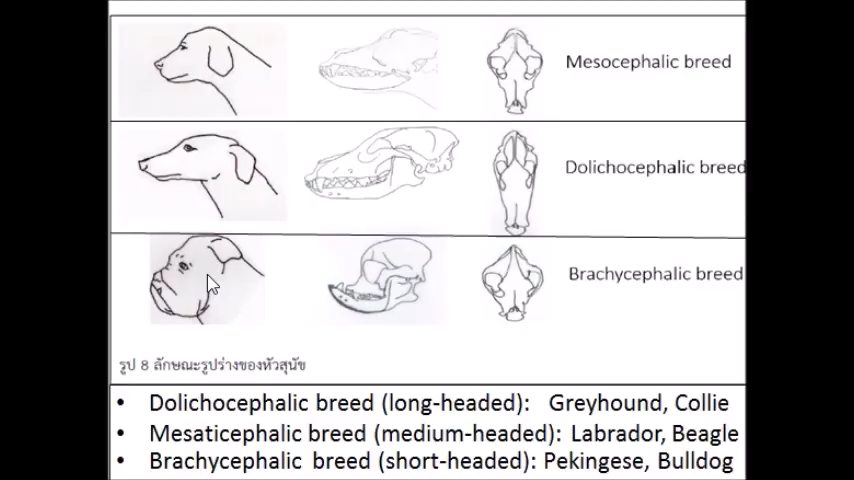 Mesocephalic breed
Dolichocephalic breed
Brachycephalic breed
รูป 8 ลักษณะรูปร่างของหัวสุนัข
• Dolichocephalic breed (long-headed): Greyhound, Collie
• Mesaticephalic breed (medium-headed): Labrador, Beagle
• Brachycephalic breed (short-headed): Pekingese, Bulldog